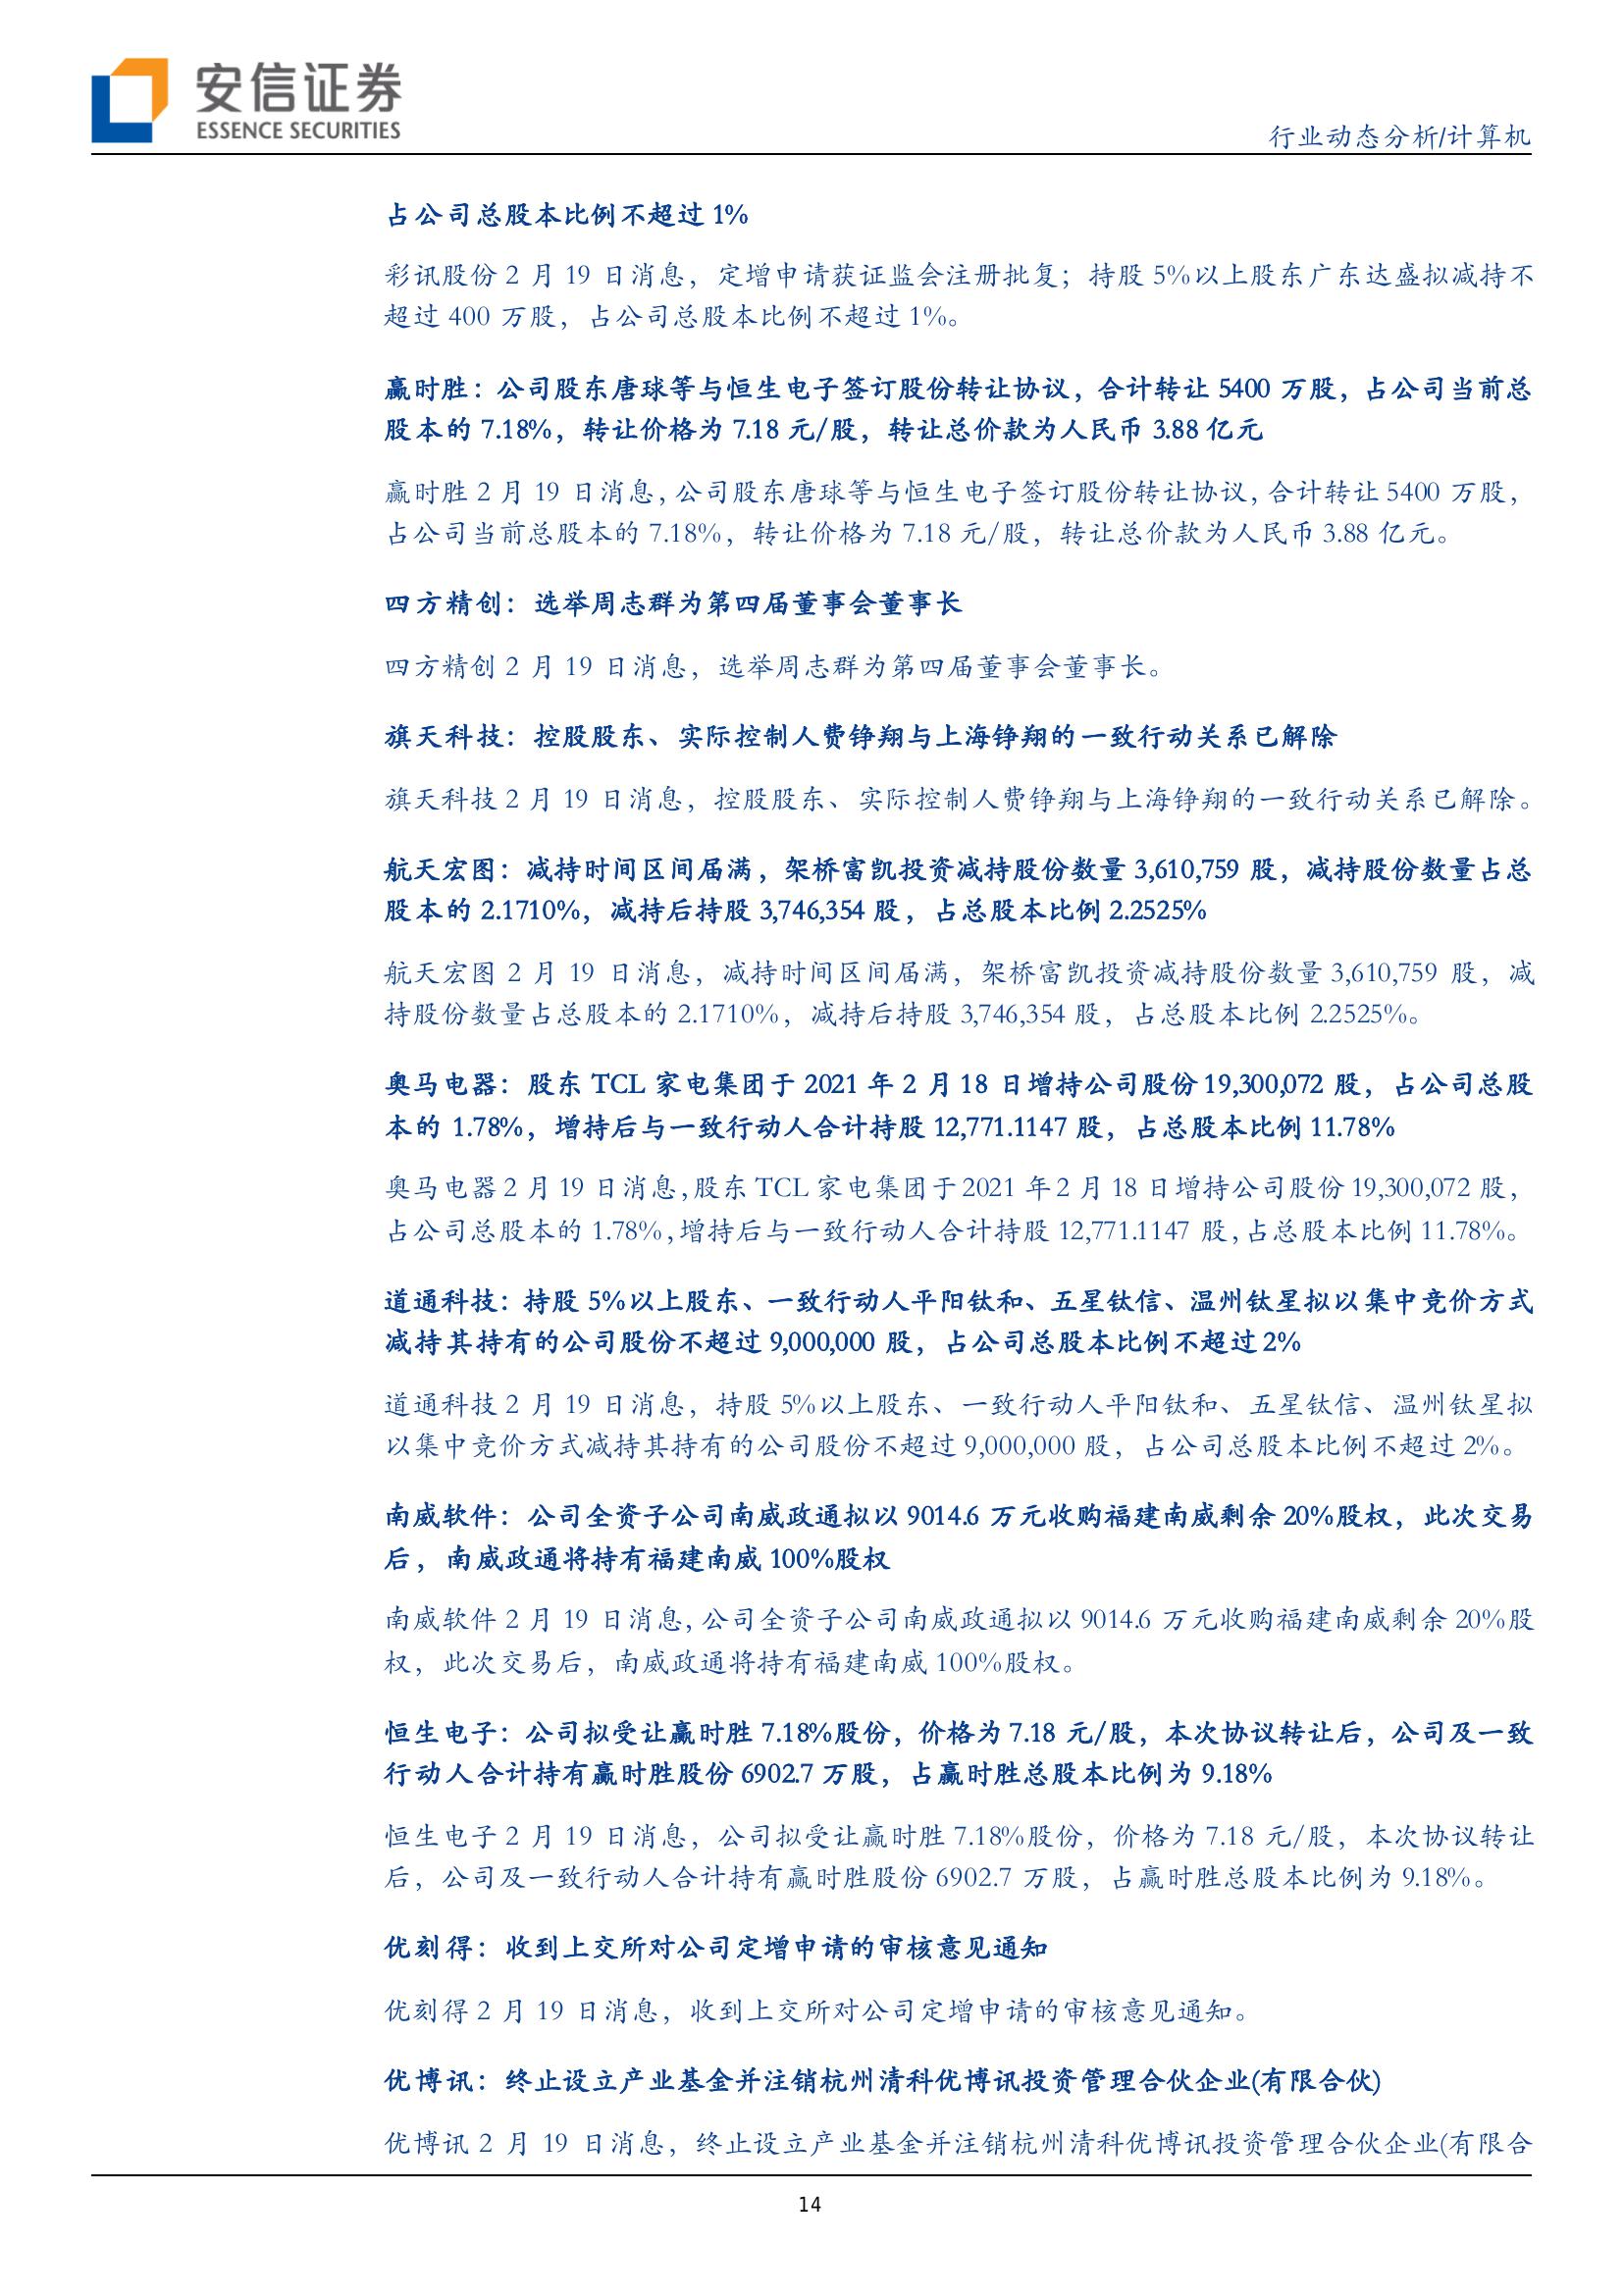 安信证券
ESSENCE SECURITIES
行业动态分析/计算机
占公司总股本比例不超过 1%
彩讯股份 2 月 19 日消息，定增申请获证监会注册批复；持股 5%以上股东广东达盛拟减持不
超过 400 万股，占公司总股本比例不超过 1%。
赢时胜：公司股东唐球等与恒生电子签订股份转让协议，合计转让 5400 万股，占公司当前总
股本的 7.18%，转让价格为 7.18 元/股，转让总价款为人民币 3.88 亿元
赢时胜 2 月 19 日消息，公司股东唐球等与恒生电子签订股份转让协议，合计转让 5400 万股，
占公司当前总股本的 7.18%，转让价格为 7.18 元/股，转让总价款为人民币 3.88 亿元。
四方精创：选举周志群为第四届董事会董事长
四方精创 2 月 19 日消息，选举周志群为第四届董事会董事长。
旗天科技：控股股东、实际控制人费铮翔与上海铮翔的一致行动关系已解除
旗天科技 2 月 19 日消息，控股股东、实际控制人费铮翔与上海铮翔的一致行动关系已解除。
航天宏图：减持时间区间届满，架桥富凯投资减持股份数量 3,610,759 股，减持股份数量占总
股本的 2.1710%，减持后持股 3,746,354 股，占总股本比例 2.2525%
航天宏图 2 月 19 日消息，减持时间区间届满，架桥富凯投资减持股份数量 3,610,759 股，减
持股份数量占总股本的 2.1710%，减持后持股 3,746,354 股，占总股本比例 2.2525%。
奥马电器：股东 TCL 家电集团于 2021 年 2 月 18 日增持公司股份 19,300,072 股，占公司总股
本的 1.78%，增持后与一致行动人合计持股 12,771.1147 股，占总股本比例 11.78%
奥马电器 2 月 19 日消息，股东 TCL 家电集团于 2021 年 2 月 18 日增持公司股份 19,300,072 股，
占公司总股本的 1.78%，增持后与一致行动人合计持股 12,771.1147 股，占总股本比例 11.78%。
道通科技：持股 5%以上股东、一致行动人平阳钛和、五星钛信、温州钛星拟以集中竞价方式
减持其持有的公司股份不超过 9,000,000 股，占公司总股本比例不超过 2%
道通科技 2 月 19 日消息，持股 5%以上股东、一致行动人平阳钛和、五星钛信、温州钛星拟
以集中竞价方式减持其持有的公司股份不超过 9,000,000 股，占公司总股本比例不超过 2%。
南威软件：公司全资子公司南威政通拟以 9014.6 万元收购福建南威剩余 20%股权，此次交易
后，南威政通将持有福建南威 100%股权
南威软件 2 月 19 日消息，公司全资子公司南威政通拟以 9014.6 万元收购福建南威剩余 20%股
权，此次交易后，南威政通将持有福建南威 100%股权。
恒生电子：公司拟受让赢时胜 7.18%股份，价格为 7.18 元/股，本次协议转让后，公司及一致
行动人合计持有赢时胜股份 6902.7 万股，占赢时胜总股本比例为 9.18%
恒生电子 2 月 19 日消息，公司拟受让赢时胜 7.18%股份，价格为 7.18 元/股，本次协议转让
后，公司及一致行动人合计持有赢时胜股份 6902.7 万股，占赢时胜总股本比例为 9.18%。
优刻得：收到上交所对公司定增申请的审核意见通知
优刻得 2 月 19 日消息，收到上交所对公司定增申请的审核意见通知。
优博讯：终止设立产业基金并注销杭州清科优博讯投资管理合伙企业(有限合伙)
优博讯 2 月 19 日消息，终止设立产业基金并注销杭州清科优博讯投资管理合伙企业(有限合
14